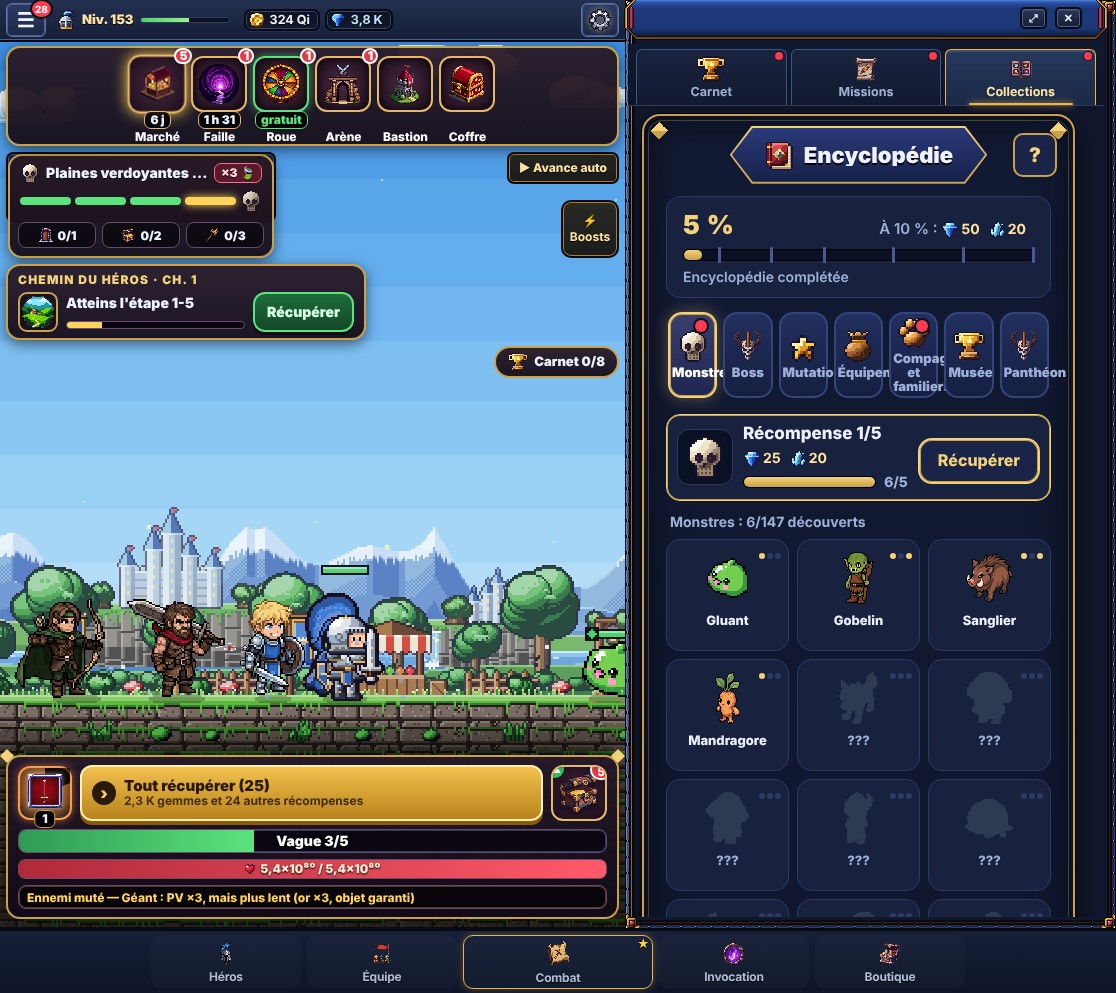 28
Niv. 153
324 Qi
3,8 K
5
1
1
1
6 j
1 h 31
gratuit
Marché
Faille
Roue
Arène
Bastion
Coffre
Plaines verdoyantes ...
×3
0/1
0/2
0/3
Avance auto
Boosts
CHEMIN DU HÉROS · CH. 1
Atteins l'étape 1-5
Récupérer
Carnet 0/8
1
Tout récupérer (25)
2,3 K gemmes et 24 autres récompenses
Vague 3/5
5,4×10⁸⁰ / 5,4×10⁸⁰
Ennemi muté — Géant : PV ×3, mais plus lent (or ×3, objet garanti)
Carnet
Missions
Collections
Encyclopédie
?
5 %
À 10 % : 50 20
Encyclopédie complétée
Monstre
Boss
Mutatio
Équipen
Compag
et
familier
Musée
Panthéon
Récompense 1/5
25 20
6/5
Récupérer
Monstres : 6/147 découverts
Gluant
Gobelin
Sanglier
Mandragore
???
???
???
???
???
Héros
Équipe
Combat
Invocation
Boutique